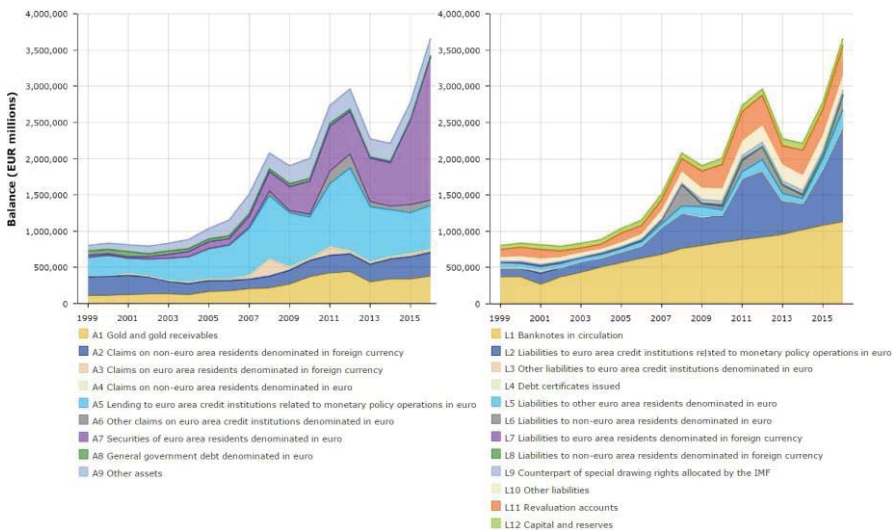 4,000,000
3,500,000
3,000,000
2,500,000
2,000,000
1,500,000
1,000,000
500,000
0
Balance (EUR millions)
1999 2001 2003 2005 2007 2009 2011 2013 2015
A1 Gold and gold receivables
A2 Claims on non-euro area residents denominated in foreign currency
A3 Claims on euro area residents denominated in foreign currency
A4 Claims on non-euro area residents denominated in euro
A5 Lending to euro area credit institutions related to monetary policy operations in euro
A6 Other claims on euro area credit institutions denominated in euro
A7 Securities of euro area residents denominated in euro
A8 General government debt denominated in euro
A9 Other assets
4,000,000
3,500,000
3,000,000
2,500,000
2,000,000
1,500,000
1,000,000
500,000
0
1999 2001 2003 2005 2007 2009 2011 2013 2015
L1 Banknotes in circulation
L2 Liabilities to euro area credit institutions related to monetary policy operations in euro
L3 Other liabilities to euro area credit institutions denominated in euro
L4 Debt certificates issued
L5 Liabilities to other euro area residents denominated in euro
L6 Liabilities to non-euro area residents denominated in euro
L7 Liabilities to euro area residents denominated in foreign currency
L8 Liabilities to non-euro area residents denominated in foreign currency
L9 Counterpart of special drawing rights allocated by the IMF
L10 Other liabilities
L11 Revaluation accounts
L12 Capital and reserves